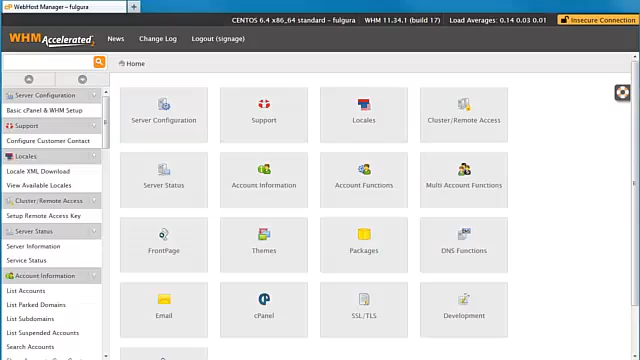 WebHost Manager - fulgura
CENTOS 6.4 x86_64 standard – fulgura
WHM 11.34.1 (build 17)
Load Averages: 0.14 0.03 0.01
Insecure Connection
WHM Accelerated2
News
Change Log
Logout (signage)
Home
Server Configuration
Basic cPanel & WHM Setup
Support
Configure Customer Contact
Locales
Locale XML Download
View Available Locales
Cluster/Remote Access
Setup Remote Access Key
Server Status
Server Information
Service Status
Account Information
List Accounts
List Parked Domains
List Subdomains
List Suspended Accounts
Search Accounts
Server Configuration
Support
Locales
Cluster/Remote Access
Server Status
Account Information
Account Functions
Multi Account Functions
FrontPage
Themes
Packages
DNS Functions
Email
cPanel
SSL/TLS
Development